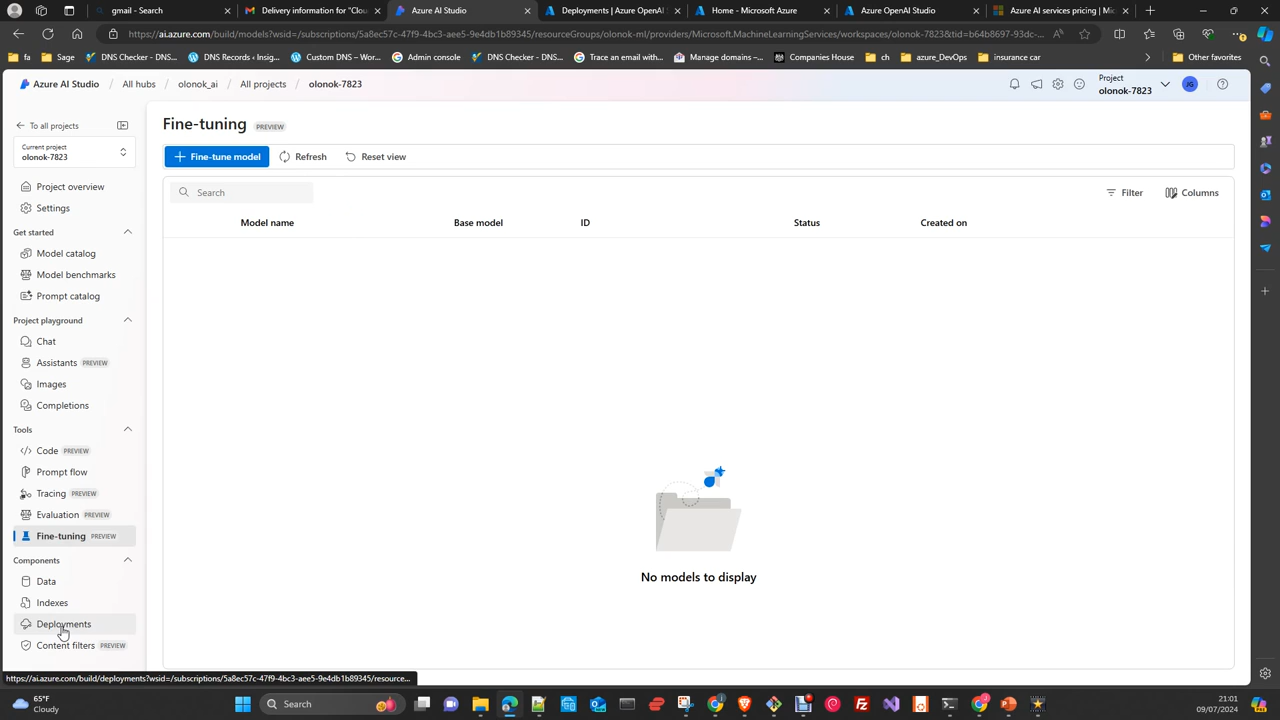 gmail - Search
Delivery information for "Clou
Azure AI Studio
Deployments | Azure OpenAI S
Home - Microsoft Azure
Azure OpenAI Studio
Azure AI services pricing | Mic
https://ai.azure.com/build/models?wsid=/subscriptions/5a8ec57c-47f9-4bc3-aee5-9e4db1b89345/resourceGroups/olonok-ml/providers/Microsoft.MachineLearningServices/workspaces/olonok-7823&tid=b64b8697-93dc-...
fa
Sage
DNS Checker - DNS...
DNS Records ‹ Insig...
Custom DNS – Wor...
Admin console
DNS Checker - DNS...
Trace an email with...
Manage domains -...
Companies House
ch
azure_DevOps
insurance car
Other favorites
Azure AI Studio / All hubs / olonok_ai / All projects / olonok-7823
Project
olonok-7823
JG
To all projects
Current project
olonok-7823
Project overview
Settings
Get started
Model catalog
Model benchmarks
Prompt catalog
Project playground
Chat
Assistants PREVIEW
Images
Completions
Tools
Code PREVIEW
Prompt flow
Tracing PREVIEW
Evaluation PREVIEW
Fine-tuning PREVIEW
Components
Data
Indexes
Deployments
Content filters PREVIEW
Fine-tuning PREVIEW
Fine-tune model
Refresh
Reset view
Search
Filter
Columns
Model name
Base model
ID
Status
Created on
No models to display
https://ai.azure.com/build/deployments?wsid=/subscriptions/5a8ec57c-47f9-4bc3-aee5-9e4db1b89345/resource...
65°F
Cloudy
Search
21:01
09/07/2024